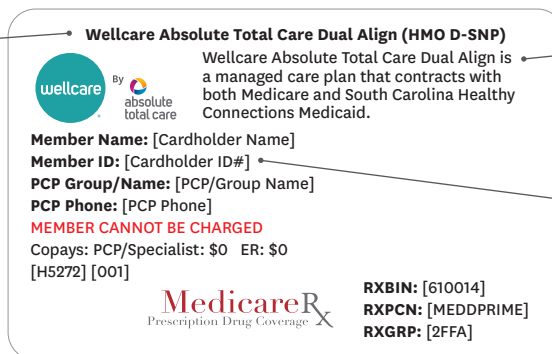 Wellcare Absolute Total Care Dual Align (HMO D-SNP)
wellcare
By
absolute
total care
Wellcare Absolute Total Care Dual Align is
a managed care plan that contracts with
both Medicare and South Carolina Healthy
Connections Medicaid.
Member Name: [Cardholder Name]
Member ID: [Cardholder ID#]
PCP Group/Name: [PCP/Group Name]
PCP Phone: [PCP Phone]
MEMBER CANNOT BE CHARGED
Copays: PCP/Specialist: $0 ER: $0
[H5272] [001]
MedicareRx
Prescription Drug Coverage
RXBIN: [610014]
RXPCN: [MEDDPRIME]
RXGRP: [2FFA]